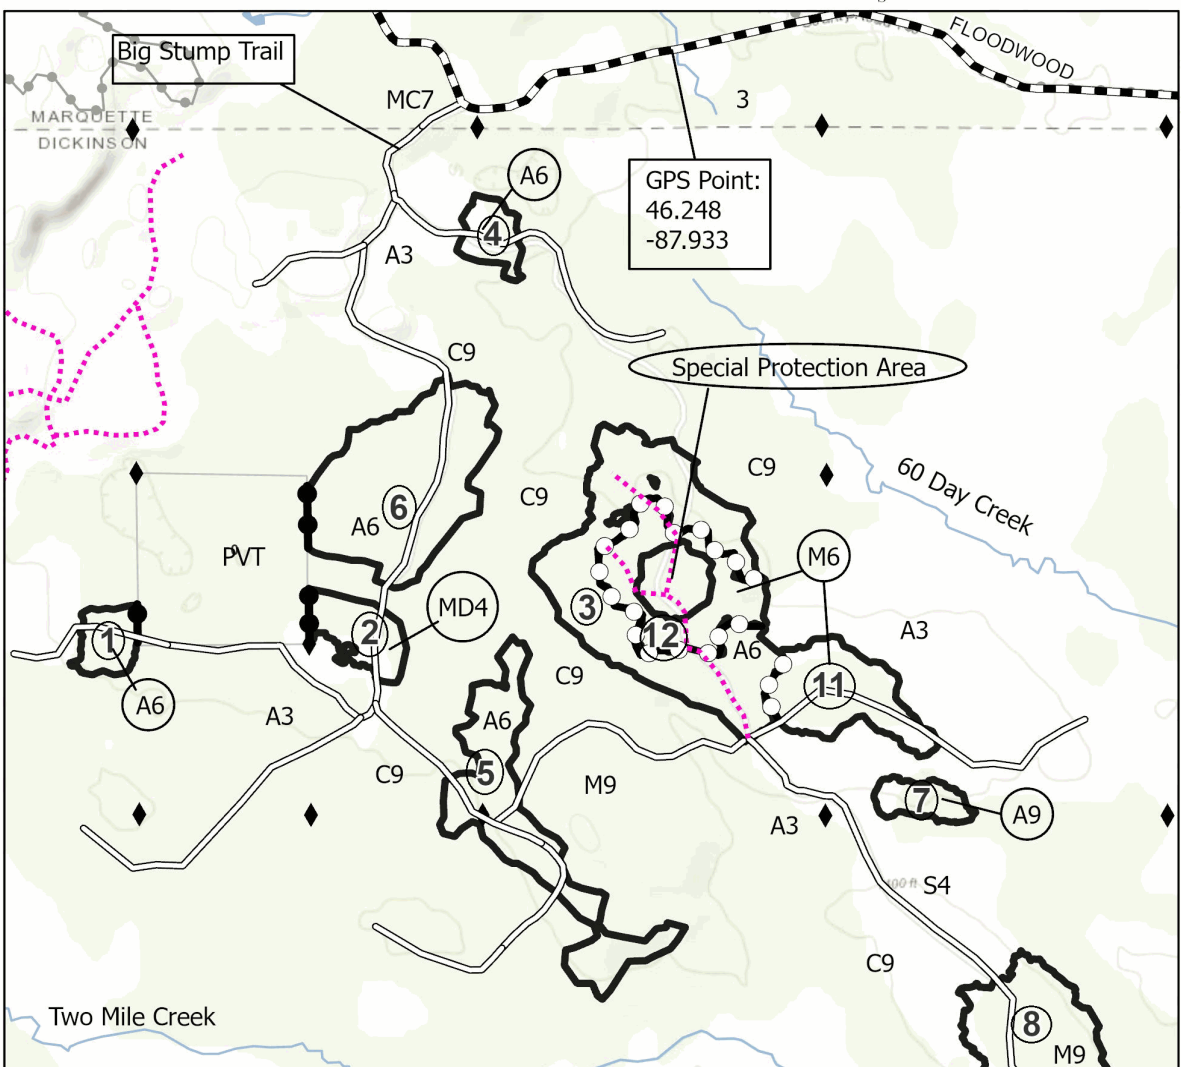 FLOODWOOD
Big Stump Trail
MC7
3
MARQUETTE
DICKINSON
A6
GPS Point:
46.248
-87.933
4
A3
C9
Special Protection Area
C9
60 Day Creek
C9
6
A6
PVT
M6
MD4
3
12
A6
A3
1
2
C9
11
A6
A3
A6
5
C9
M9
7
A9
A3
400 ft
S4
C9
Two Mile Creek
8
M9